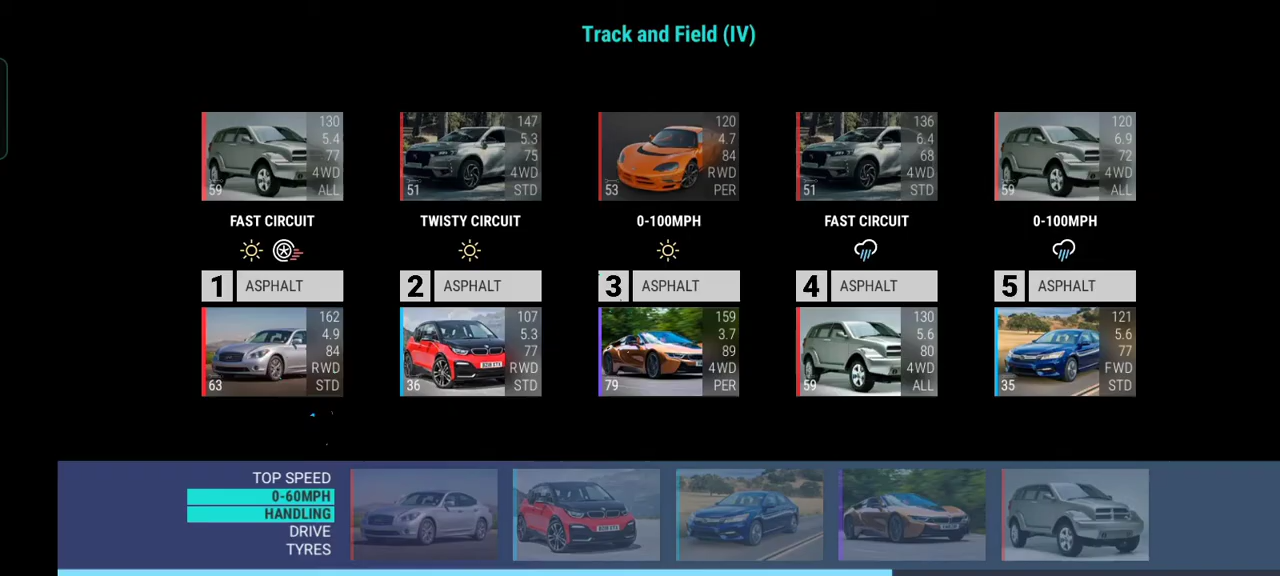 Track and Field (IV)
130
5.4
77
4WD
ALL
59
147
5.3
75
4WD
STD
51
120
4.7
84
RWD
PER
53
136
6.4
68
4WD
STD
51
120
6.9
72
4WD
ALL
59
FAST CIRCUIT
TWISTY CIRCUIT
0-100MPH
FAST CIRCUIT
0-100MPH
1 ASPHALT
2 ASPHALT
3 ASPHALT
4 ASPHALT
5 ASPHALT
162
4.9
84
RWD
STD
63
107
5.3
77
RWD
STD
36
159
3.7
89
4WD
PER
79
130
5.6
80
4WD
ALL
59
121
5.6
77
FWD
STD
35
TOP SPEED
0-60MPH
HANDLING
DRIVE
TYRES